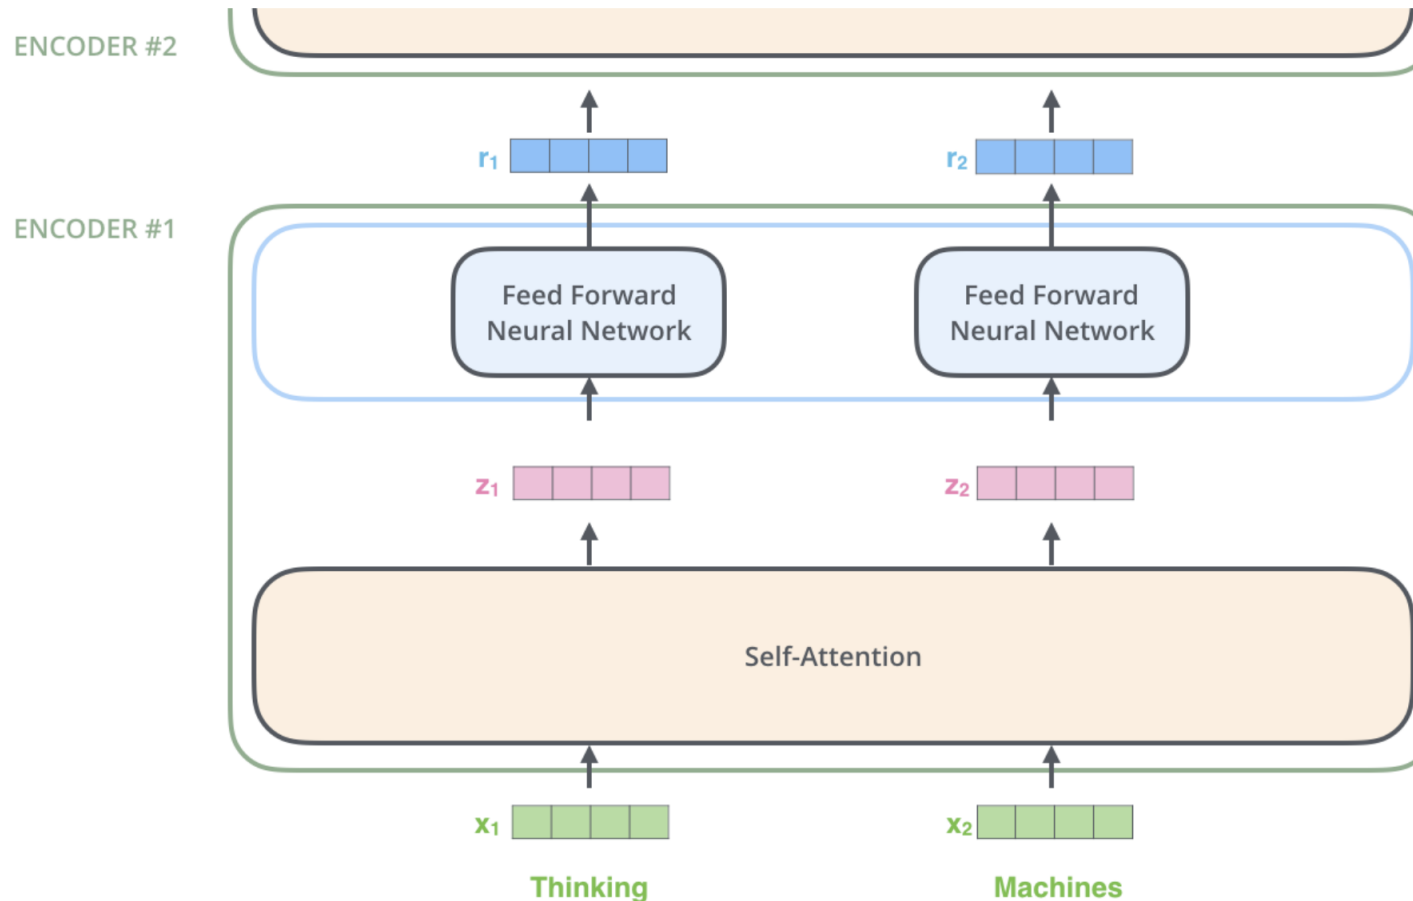 ENCODER #2
r₁
r₂
ENCODER #1
Feed Forward
Neural Network
Feed Forward
Neural Network
z₁
z₂
Self-Attention
x₁
x₂
Thinking
Machines